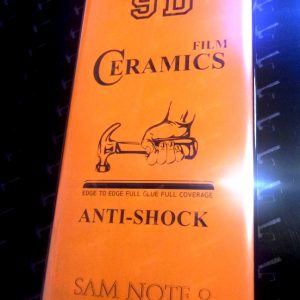 9D
FILM
CERAMICS
EDGE TO EDGE FULL GLUE FULL COVERAGE
ANTI-SHOCK
SAM NOTE 9